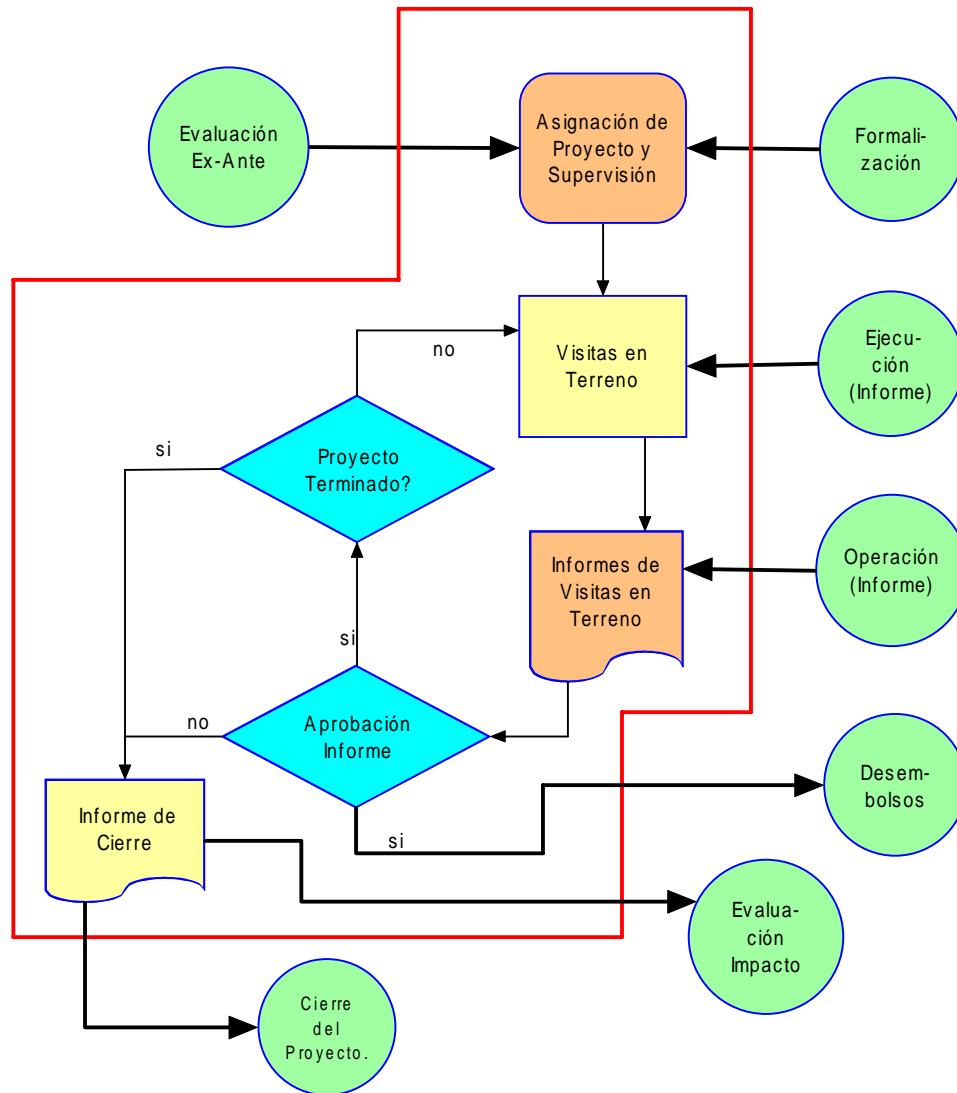 Evaluación
Ex-Ante
Asignación de
Proyecto y
Supervisión
Formali-
zación
no
Visitas en
Terreno
Ejecu-
ción
(Informe)
si
Proyecto
Terminado?
Informes de
Visitas en
Terreno
Operación
(Informe)
si
no
Aprobación
Informe
Desem-
bolsos
Informe de
Cierre
si
Evalua-
ción
Impacto
Cierre
del
Proyecto.